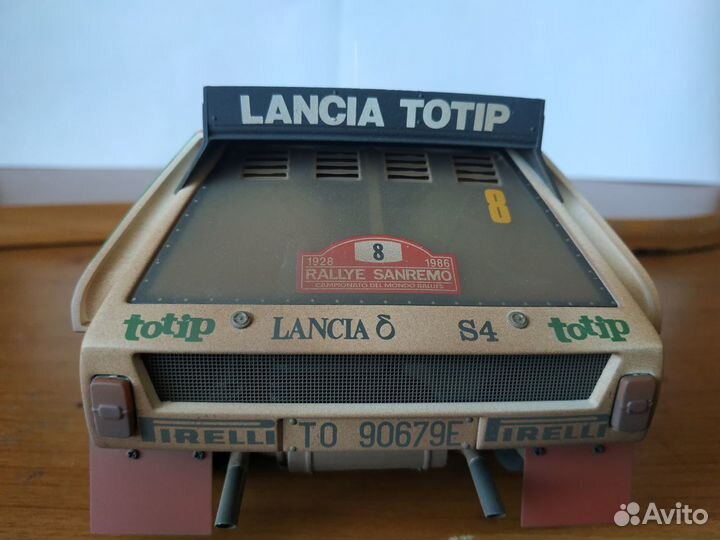 LANCIA TOTIP
8
8
1928 1986
RALLYE SANREMO
CAMPIONATO DEL MONDO RALLIES
totip LANCIA δ S4 totip
PIRELLI TO 90679E PIRELLI
Avito